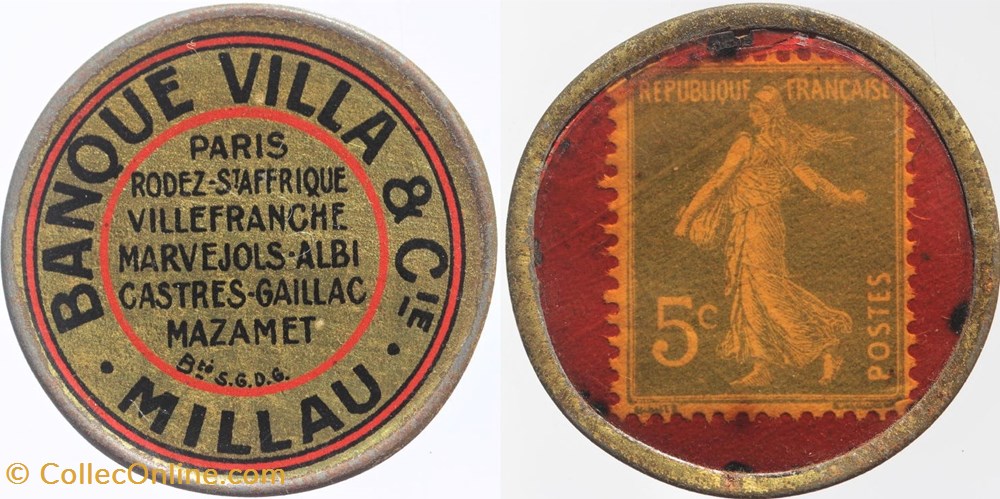 BANQUE VILLA & CIE
PARIS
RODEZ-ST AFFRIQUE
VILLEFRANCHE
MARVEJOLS-ALBI
CASTRES-GAILLAC
MAZAMET
Bté S.G.D.G.
• MILLAU •
REPUBLIQUE FRANÇAISE
5c
POSTES
© CollecOnline.com